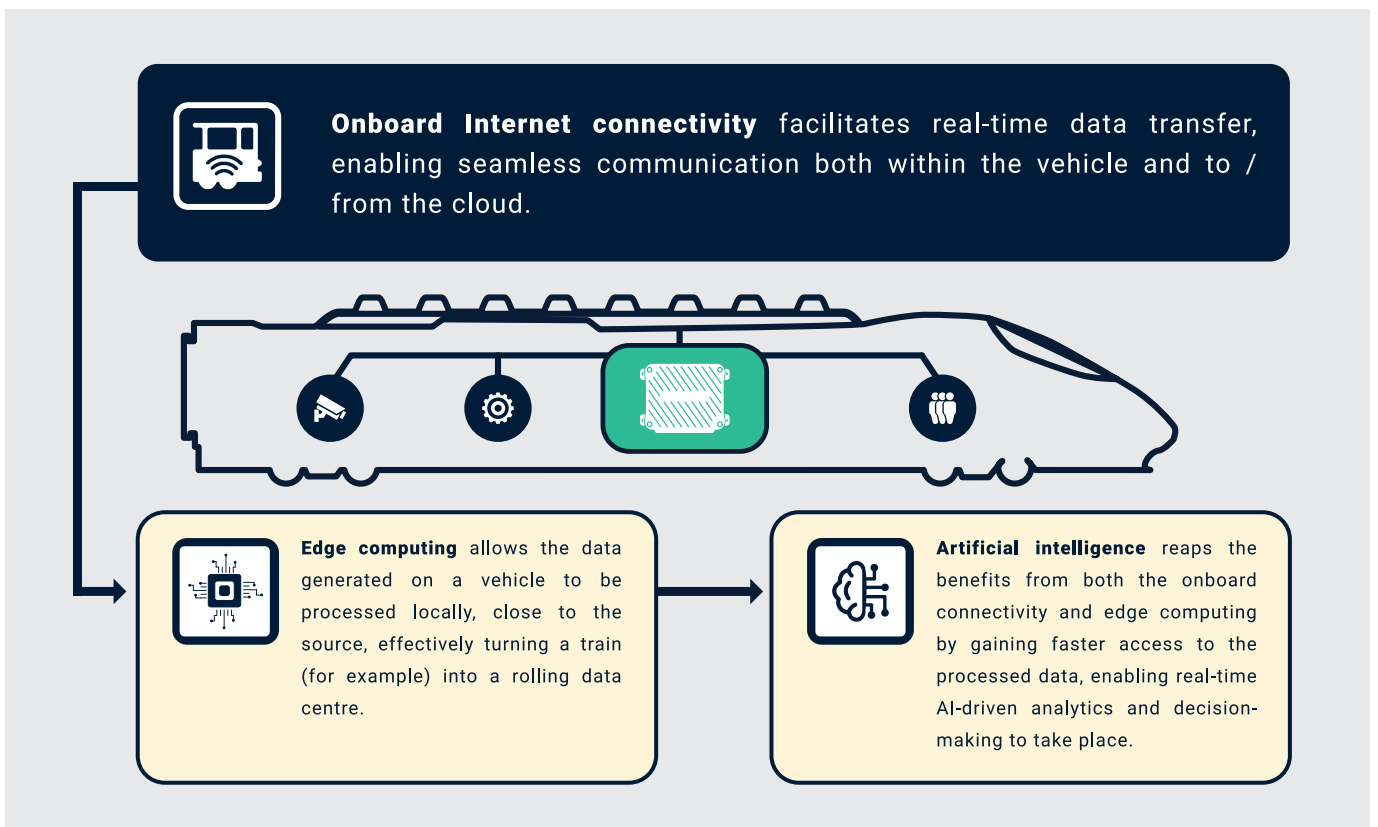 Onboard Internet connectivity facilitates real-time data transfer,
enabling seamless communication both within the vehicle and to /
from the cloud.
Edge computing allows the data
generated on a vehicle to be
processed locally, close to the
source, effectively turning a train
(for example) into a rolling data
centre.
Artificial intelligence reaps the
benefits from both the onboard
connectivity and edge computing
by gaining faster access to the
processed data, enabling real-time
AI-driven analytics and decision-
making to take place.